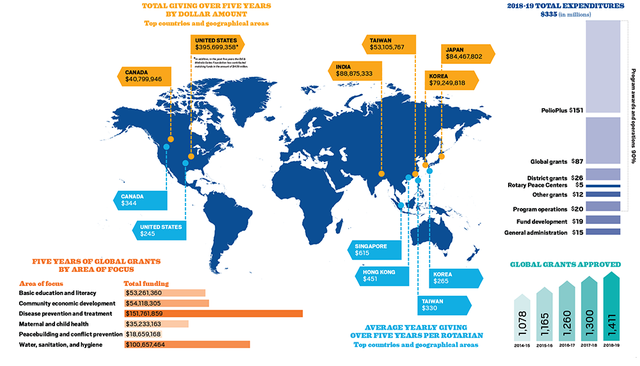 TOTAL GIVING OVER FIVE YEARS
BY DOLLAR AMOUNT
Top countries and geographical areas
UNITED STATES
$395,699,358*
CANADA
$40,799,946
INDIA
$88,875,333
TAIWAN
$53,105,767
JAPAN
$84,467,802
KOREA
$79,249,818
CANADA
$344
UNITED STATES
$245
SINGAPORE
$615
HONG KONG
$451
KOREA
$265
TAIWAN
$330
AVERAGE YEARLY GIVING
OVER FIVE YEARS PER ROTARIAN
Top countries and geographical areas
FIVE YEARS OF GLOBAL GRANTS
BY AREA OF FOCUS
Area of focus Total funding
Basic education and literacy $53,261,360
Community economic development $54,118,305
Disease prevention and treatment $151,761,859
Maternal and child health $35,233,163
Peacebuilding and conflict prevention $18,659,168
Water, sanitation, and hygiene $100,657,464
2018-19 TOTAL EXPENDITURES
$335 (in millions)
PolioPlus $151
Global grants $87
District grants $26
Rotary Peace Centers $5
Other grants $12
Program operations $20
Fund development $19
General administration $15
Program awards and operations 90%
GLOBAL GRANTS APPROVED
1,078
1,165
1,260
1,300
1,411
2014-15 2015-16 2016-17 2017-18 2018-19